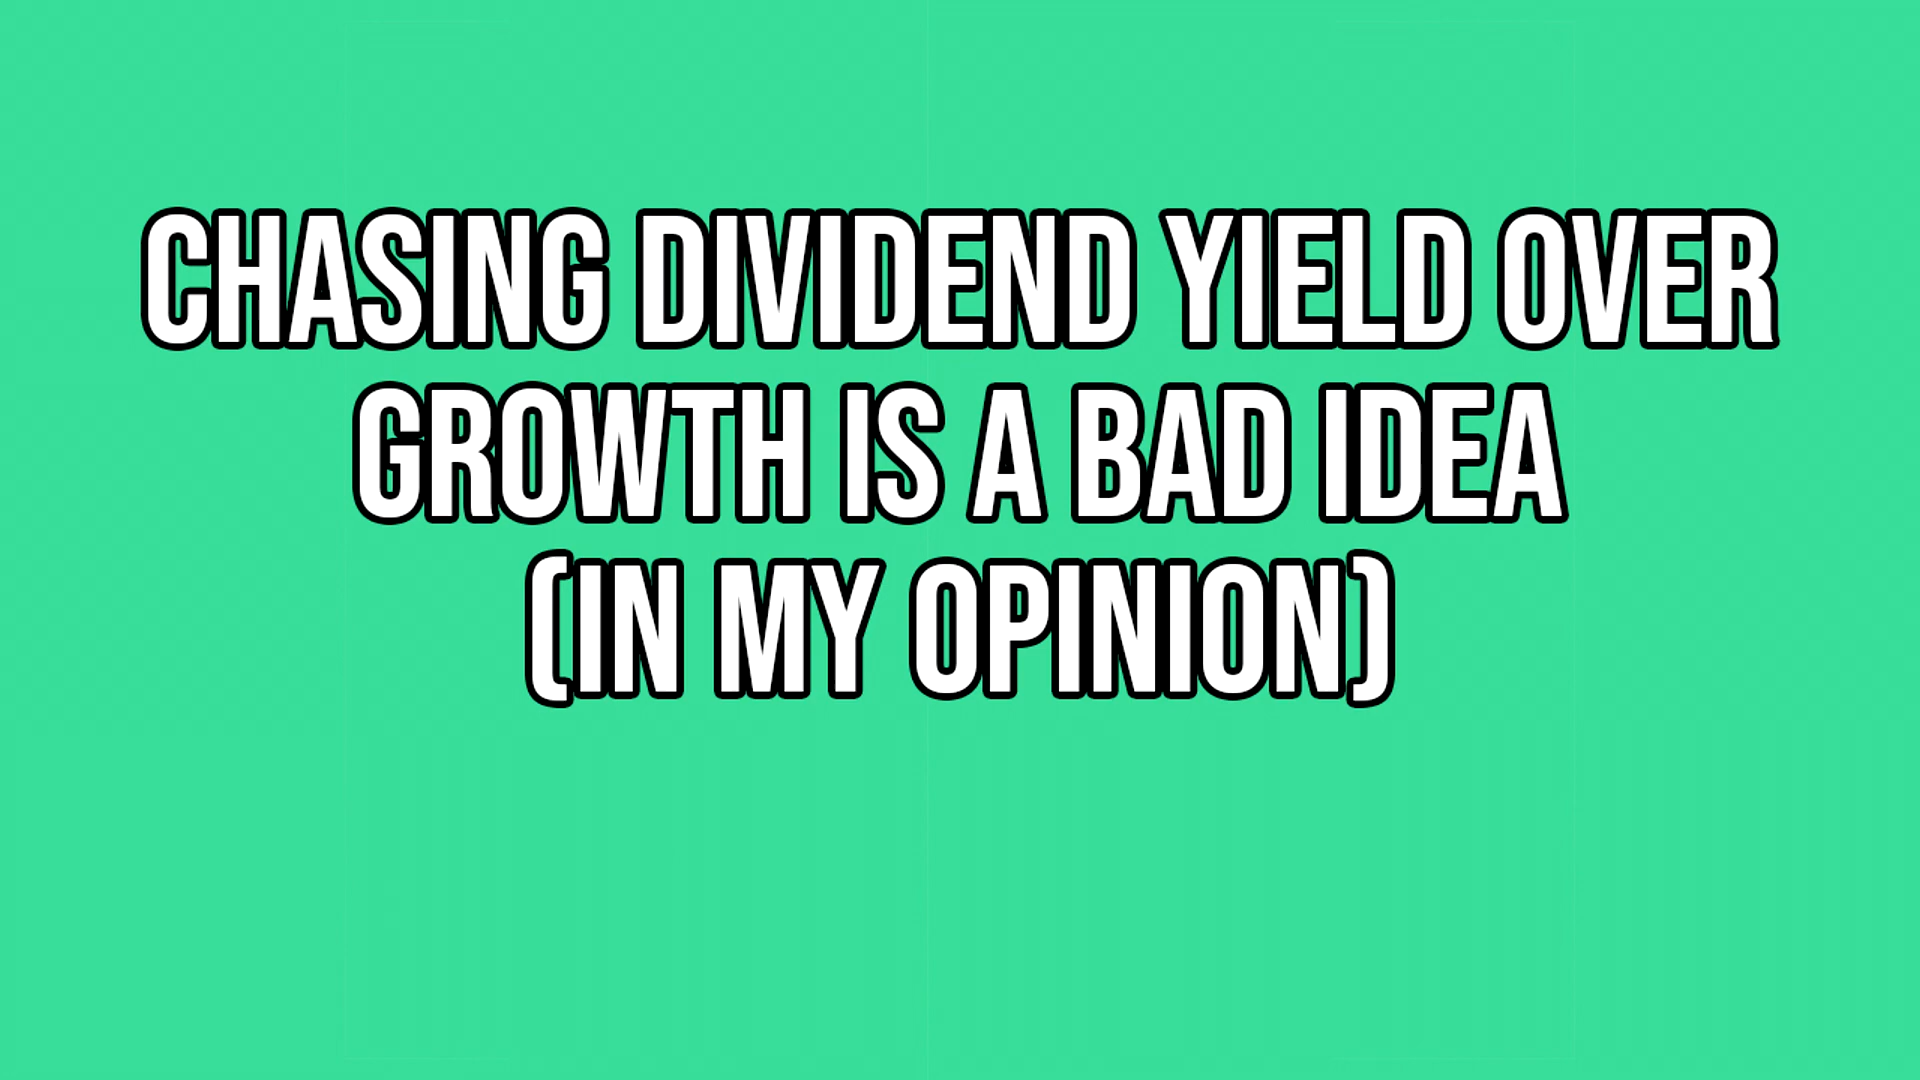 CHASING DIVIDEND YIELD OVER
GROWTH IS A BAD IDEA
(IN MY OPINION)